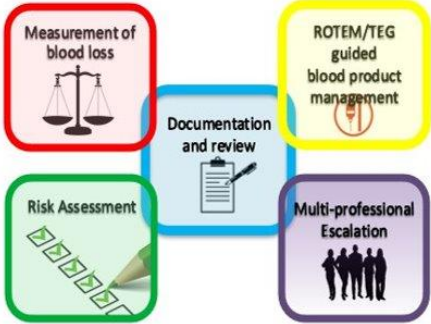 Measurement of
blood loss
ROTEM/TEG
guided
blood product
management
Documentation
and review
Risk Assessment
Multi-professional
Escalation